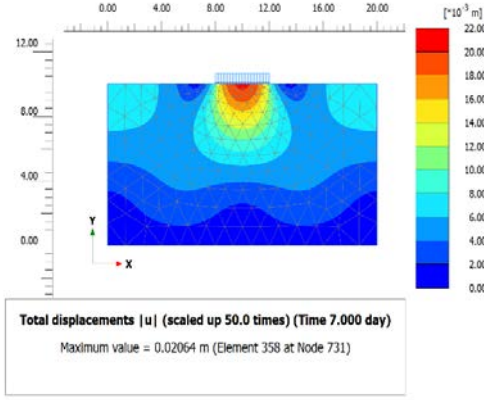 0.00 4.00 8.00 12.00 16.00 20.00
[*10⁻³ m]
12.00
8.00
4.00
0.00
Y
X
22.00
20.00
18.00
16.00
14.00
12.00
10.00
8.00
6.00
4.00
2.00
0.00
Total displacements |u| (scaled up 50.0 times) (Time 7.000 day)
Maximum value = 0.02064 m (Element 358 at Node 731)